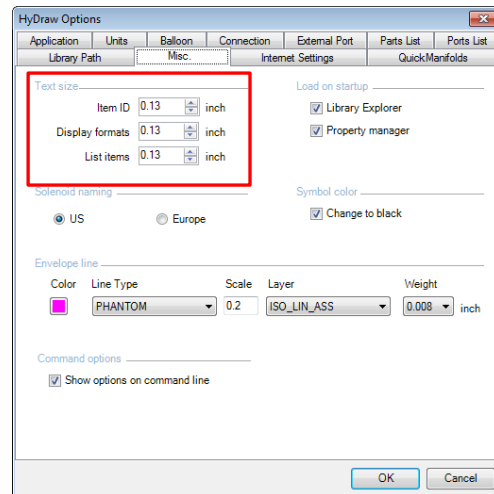 HyDraw Options
Application Units Balloon Connection External Port Parts List Ports List
Library Path Misc. Internet Settings QuickManifolds
Text size
Item ID 0.13 inch
Display formats 0.13 inch
List items 0.13 inch
Load on startup
Library Explorer
Property manager
Solenoid naming
US Europe
Symbol color
Change to black
Envelope line
Color Line Type Scale Layer Weight
PHANTOM 0.2 ISO_LIN_ASS 0.008 inch
Command options
Show options on command line
OK Cancel